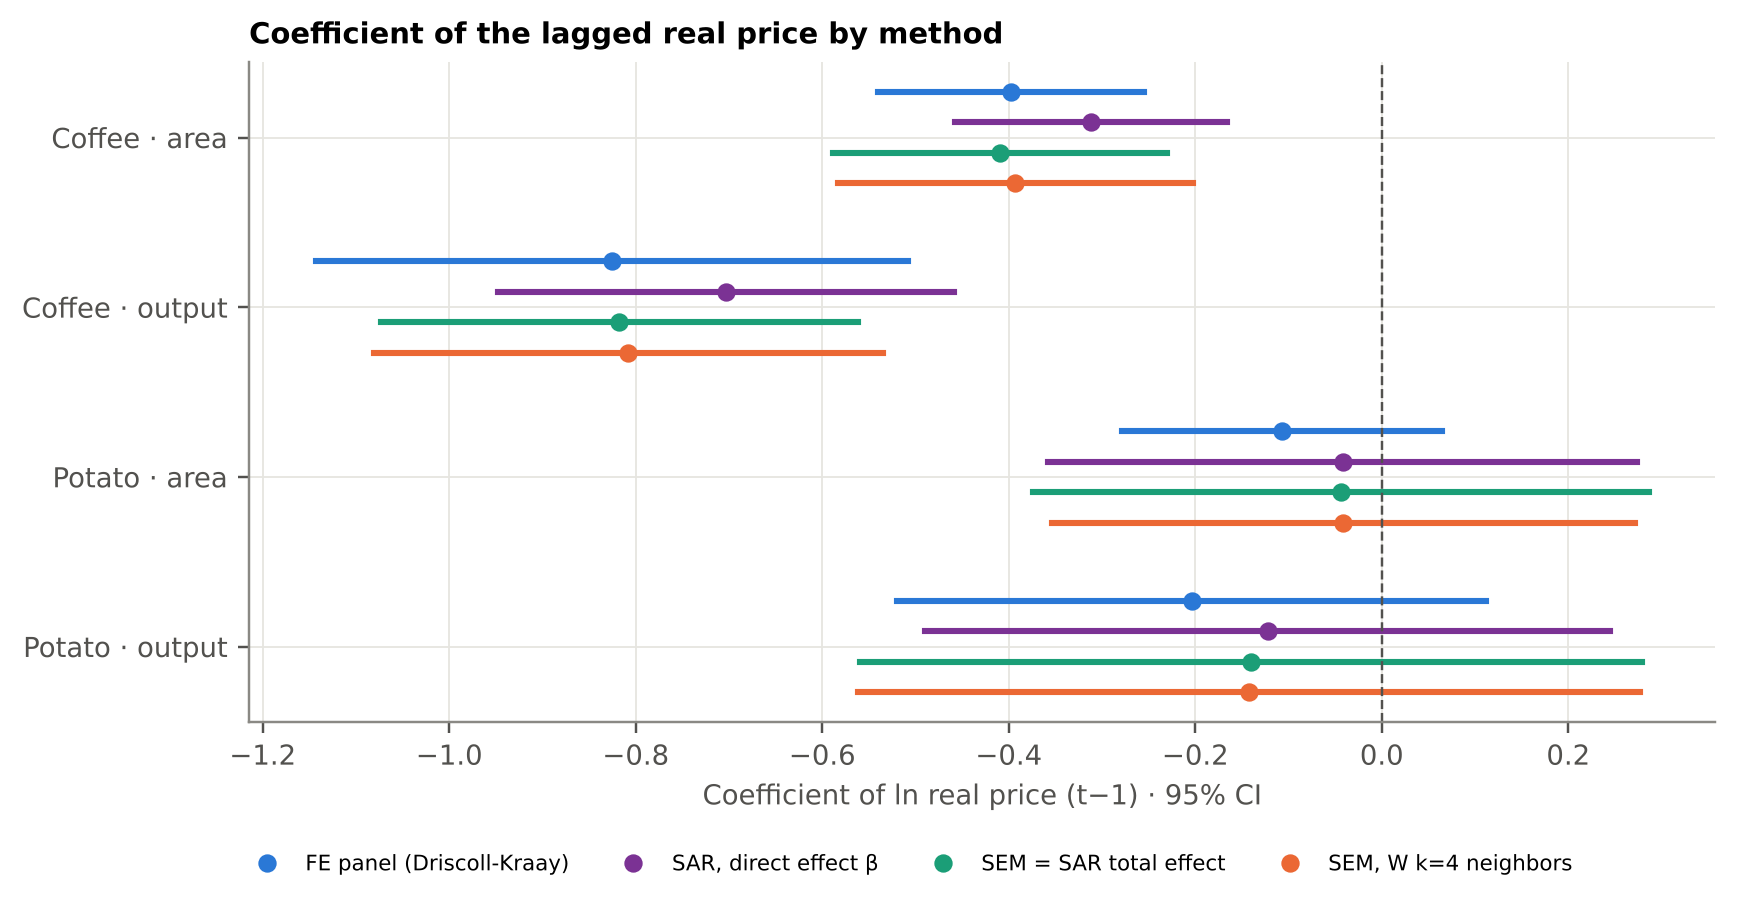 Coefficient of the lagged real price by method
Coffee · area
Coffee · output
Potato · area
Potato · output
−1.2 −1.0 −0.8 −0.6 −0.4 −0.2 0.0 0.2
Coefficient of ln real price (t−1) · 95% CI
FE panel (Driscoll-Kraay) SAR, direct effect β SEM = SAR total effect SEM, W k=4 neighbors